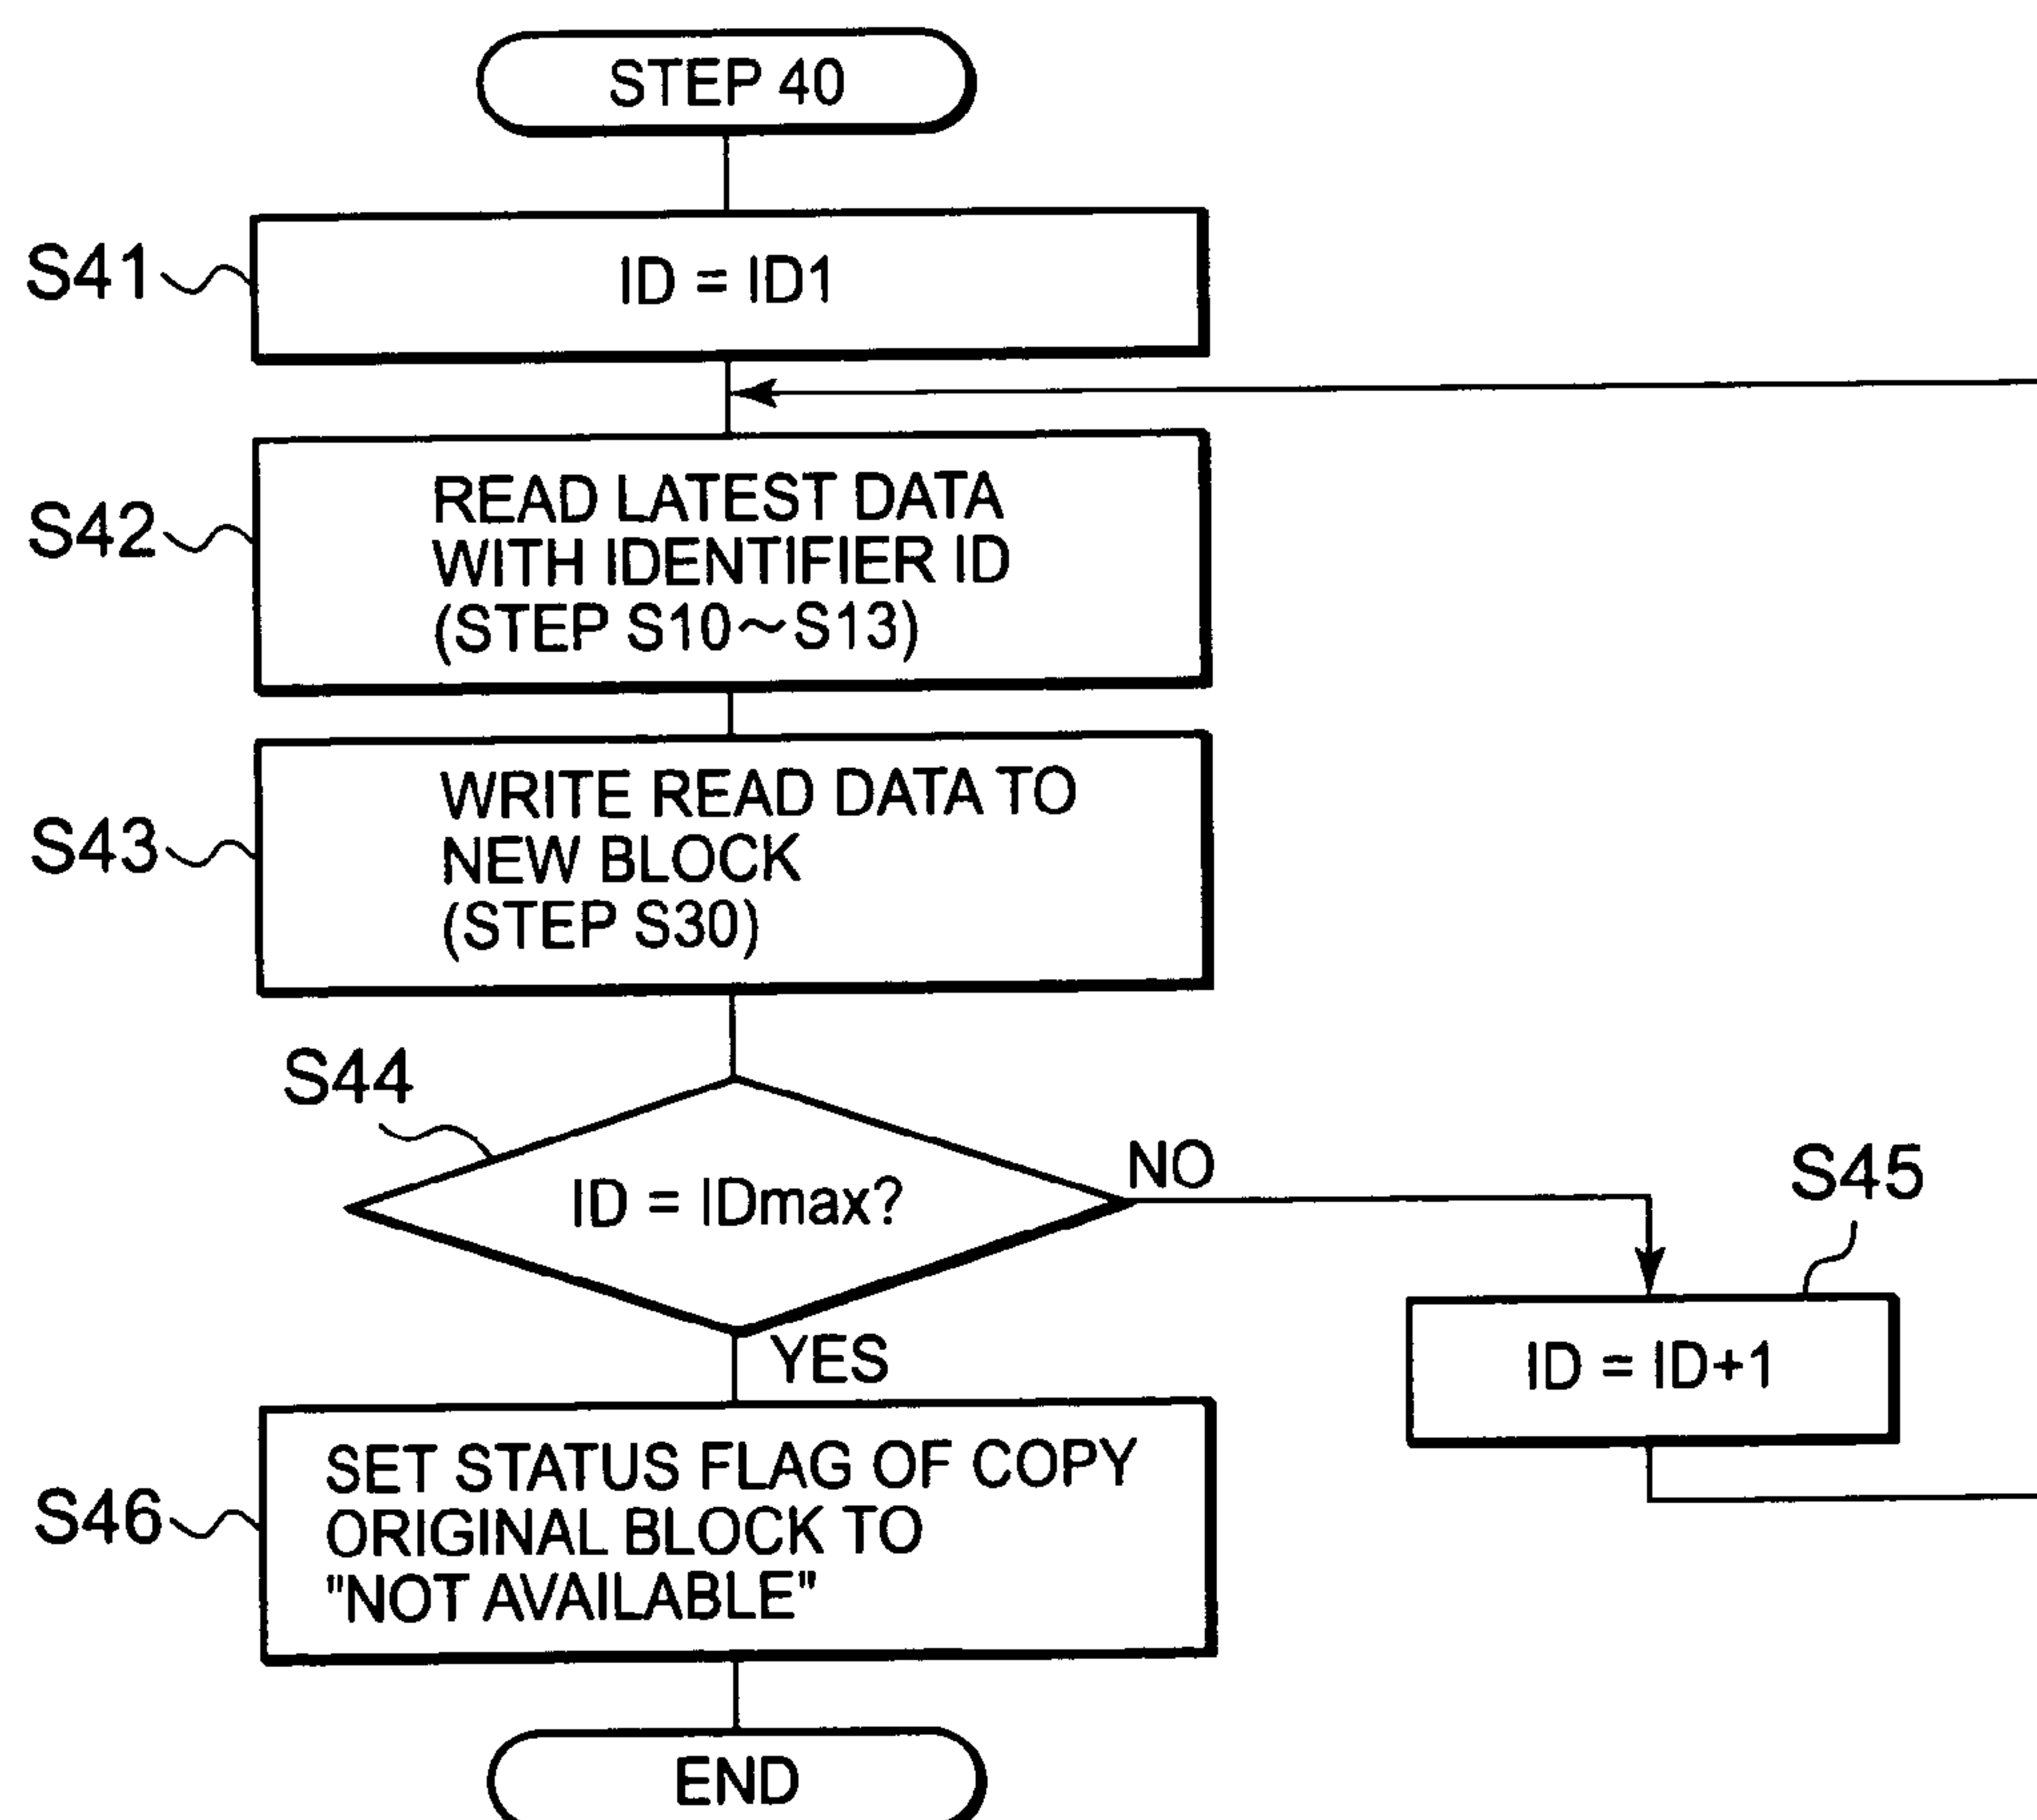 STEP 40
S41
ID = ID1
S42
READ LATEST DATA
WITH IDENTIFIER ID
(STEP S10～S13)
S43
WRITE READ DATA TO
NEW BLOCK
(STEP S30)
S44
ID = IDmax?
NO
S45
ID = ID+1
YES
S46
SET STATUS FLAG OF COPY
ORIGINAL BLOCK TO
"NOT AVAILABLE"
END